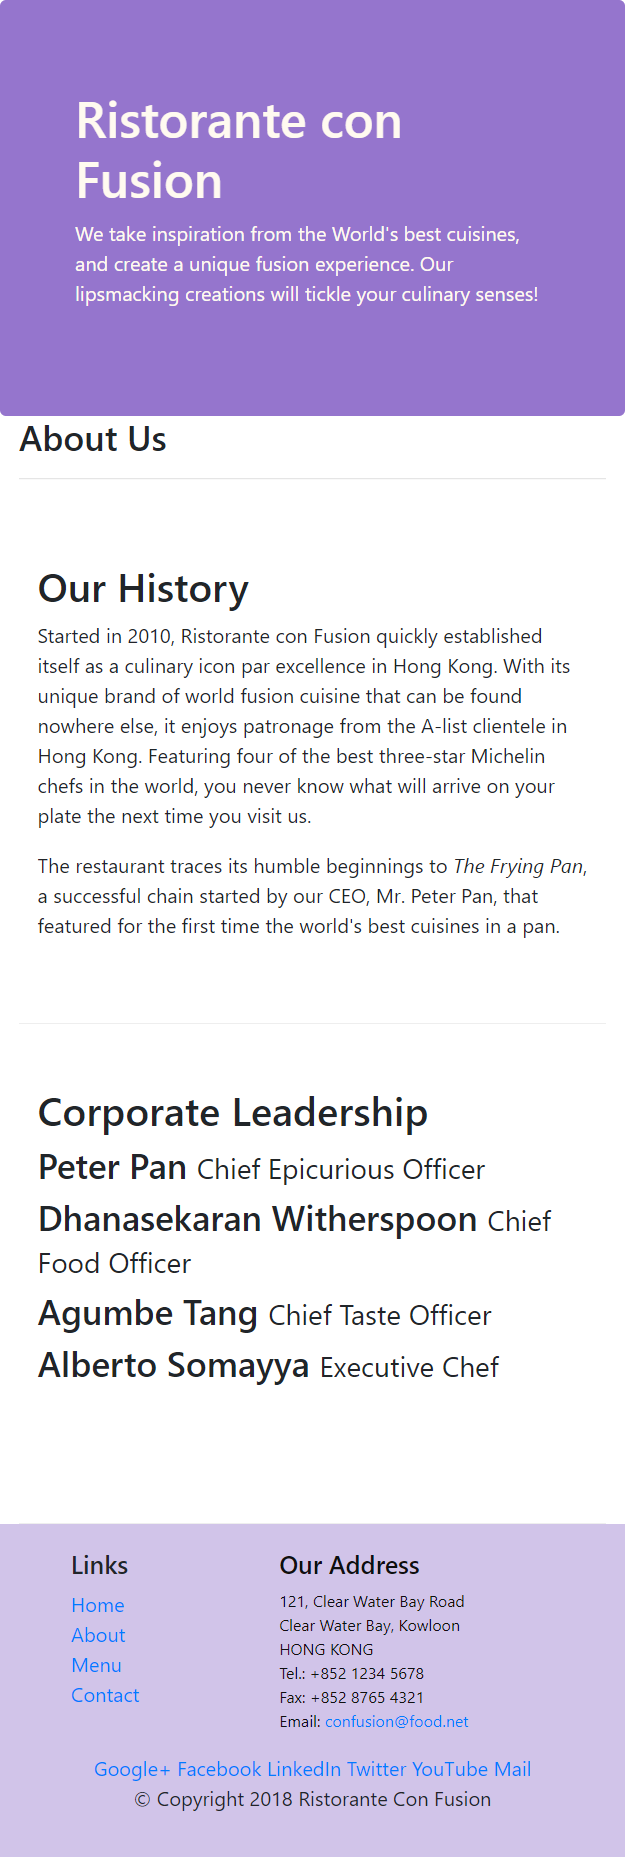 Ristorante con
Fusion
We take inspiration from the World's best cuisines,
and create a unique fusion experience. Our
lipsmacking creations will tickle your culinary senses!
About Us
Our History
Started in 2010, Ristorante con Fusion quickly established
itself as a culinary icon par excellence in Hong Kong. With its
unique brand of world fusion cuisine that can be found
nowhere else, it enjoys patronage from the A-list clientele in
Hong Kong. Featuring four of the best three-star Michelin
chefs in the world, you never know what will arrive on your
plate the next time you visit us.
The restaurant traces its humble beginnings to The Frying Pan,
a successful chain started by our CEO, Mr. Peter Pan, that
featured for the first time the world's best cuisines in a pan.
Corporate Leadership
Peter Pan Chief Epicurious Officer
Dhanasekaran Witherspoon Chief
Food Officer
Agumbe Tang Chief Taste Officer
Alberto Somayya Executive Chef
Links
Home
About
Menu
Contact
Our Address
121, Clear Water Bay Road
Clear Water Bay, Kowloon
HONG KONG
Tel.: +852 1234 5678
Fax: +852 8765 4321
Email: confusion@food.net
Google+ Facebook LinkedIn Twitter YouTube Mail
© Copyright 2018 Ristorante Con Fusion